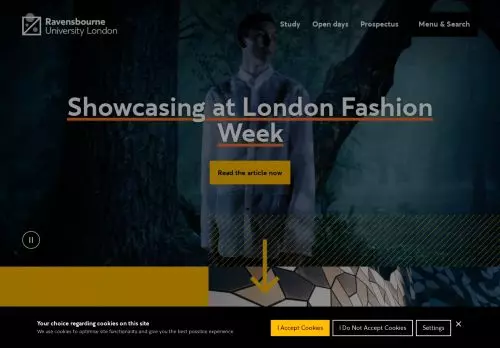 Ravensbourne
University London
Study
Open days
Prospectus
Menu & Search
Showcasing at London Fashion
Week
Read the article now
Your choice regarding cookies on this site
We use cookies to optimise site functionality and give you the best possible experience.
I Accept Cookies
I Do Not Accept Cookies
Settings